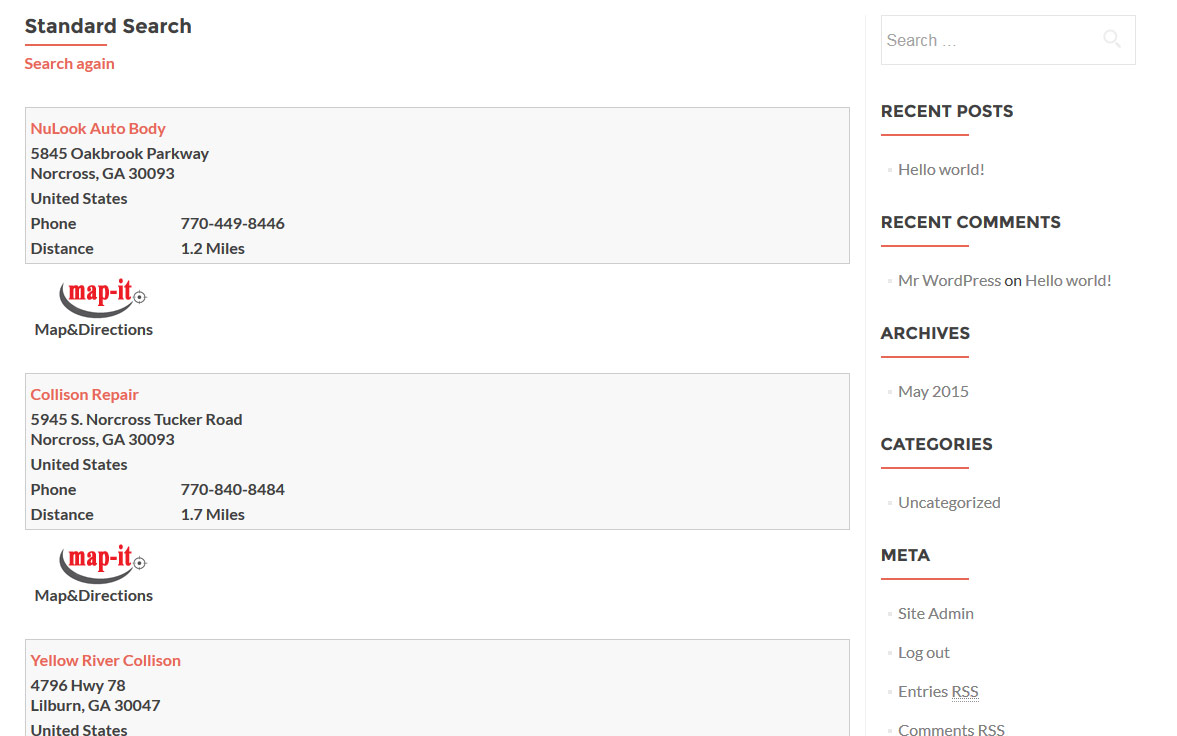 Standard Search
Search again
NuLook Auto Body
5845 Oakbrook Parkway
Norcross, GA 30093
United States
Phone 770-449-8446
Distance 1.2 Miles
map-it
Map&Directions
Collison Repair
5945 S. Norcross Tucker Road
Norcross, GA 30093
United States
Phone 770-840-8484
Distance 1.7 Miles
map-it
Map&Directions
Yellow River Collison
4796 Hwy 78
Lilburn, GA 30047
United States
Search …
RECENT POSTS
Hello world!
RECENT COMMENTS
Mr WordPress on Hello world!
ARCHIVES
May 2015
CATEGORIES
Uncategorized
META
Site Admin
Log out
Entries RSS
Comments RSS